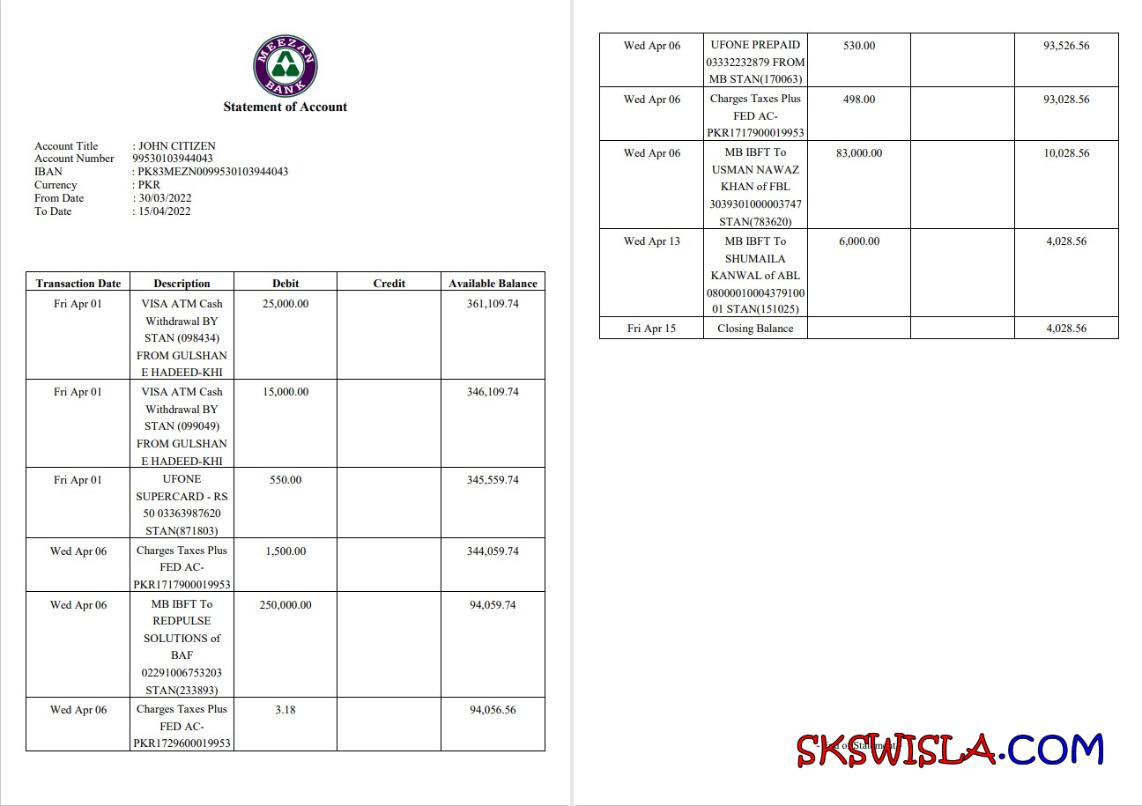 MEEZAN
BANK
Statement of Account
Account Title : JOHN CITIZEN
Account Number 99530103944043
IBAN : PK83MEZN0099530103944043
Currency : PKR
From Date : 30/03/2022
To Date : 15/04/2022
Transaction Date Description Debit Credit Available Balance
Fri Apr 01 VISA ATM Cash 25,000.00 361,109.74
Withdrawal BY
STAN (098434)
FROM GULSHAN
E HADEED-KHI
Fri Apr 01 VISA ATM Cash 15,000.00 346,109.74
Withdrawal BY
STAN (099049)
FROM GULSHAN
E HADEED-KHI
Fri Apr 01 UFONE 550.00 345,559.74
SUPERCARD - RS
50 03363987620
STAN(871803)
Wed Apr 06 Charges Taxes Plus 1,500.00 344,059.74
FED AC-
PKR1717900019953
Wed Apr 06 MB IBFT To 250,000.00 94,059.74
REDPULSE
SOLUTIONS of
BAF
02291006753203
STAN(233893)
Wed Apr 06 Charges Taxes Plus 3.18 94,056.56
FED AC-
PKR1729600019953
Wed Apr 06 UFONE PREPAID 530.00 93,526.56
03332232879 FROM
MB STAN(170063)
Wed Apr 06 Charges Taxes Plus 498.00 93,028.56
FED AC-
PKR1717900019953
Wed Apr 06 MB IBFT To 83,000.00 10,028.56
USMAN NAWAZ
KHAN of FBL
3039301000003747
STAN(783620)
Wed Apr 13 MB IBFT To 6,000.00 4,028.56
SHUMAILA
KANWAL of ABL
08000010004379100
01 STAN(151025)
Fri Apr 15 Closing Balance 4,028.56
SKSWISLA.COM